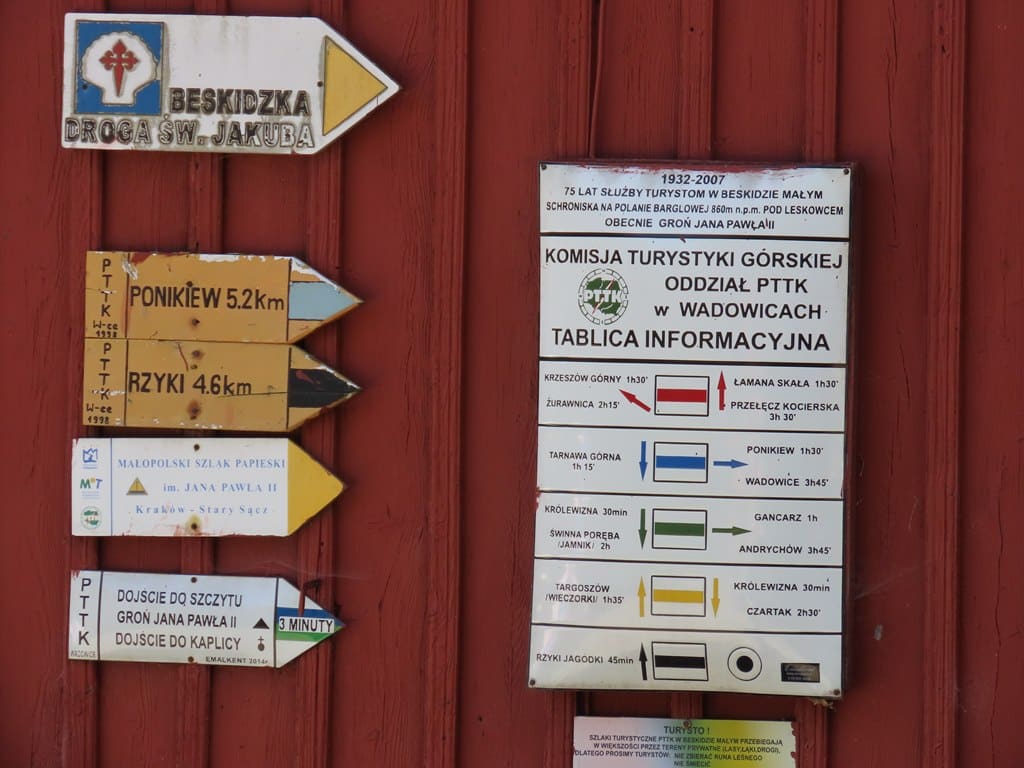 BESKIDZKA
DROGA ŚW. JAKUBA
PTTK
W-ce
1998
PONIKIEW 5.2km
PTTK
W-ce
1998
RZYKI 4.6km
MAŁOPOLSKI SZLAK PAPIESKI
im. JANA PAWŁA II
Kraków - Stary Sącz
PTTK
DOJŚCIE DO SZCZYTU
GROŃ JANA PAWŁA II
DOJŚCIE DO KAPLICY
EMALKENT 2014r.
3 MINUTY
1932-2007
75 LAT SŁUŻBY TURYSTOM W BESKIDZIE MAŁYM
SCHRONISKA NA POLANIE BARGŁOWEJ 860m n.p.m. POD LESKOWCEM
OBECNIE GROŃ JANA PAWŁA II
KOMISJA TURYSTYKI GÓRSKIEJ
ODDZIAŁ PTTK
w WADOWICACH
PTTK
TABLICA INFORMACYJNA
KRZESZÓW GÓRNY 1h30'
ŻURAWNICA 2h15'
ŁAMANA SKAŁA 1h30'
PRZEŁĘCZ KOCIERSKA
3h 30'
TARNAWA GÓRNA
1h 15'
PONIKIEW 1h30'
WADOWICE 3h45'
KRÓLEWIZNA 30min
ŚWINNA PORĘBA
/JAMNIK/ 2h
GANCARZ 1h
ANDRYCHÓW 3h45'
TARGOSZÓW
/WIECZORKI/ 1h35'
KRÓLEWIZNA 30min
CZARTAK 2h30'
RZYKI JAGODKI 45min
TURYSTO !
SZLAKI TURYSTYCZNE PTTK W BESKIDZIE MAŁYM PRZEBIEGAJĄ
W WIĘKSZOŚCI PRZEZ TERENY PRYWATNE (LASY,ŁĄKI,DROGI).
DLATEGO PROSIMY TURYSTÓW: NIE ZBIERAĆ RUNA LEŚNEGO
NIE ŚMIECIĆ